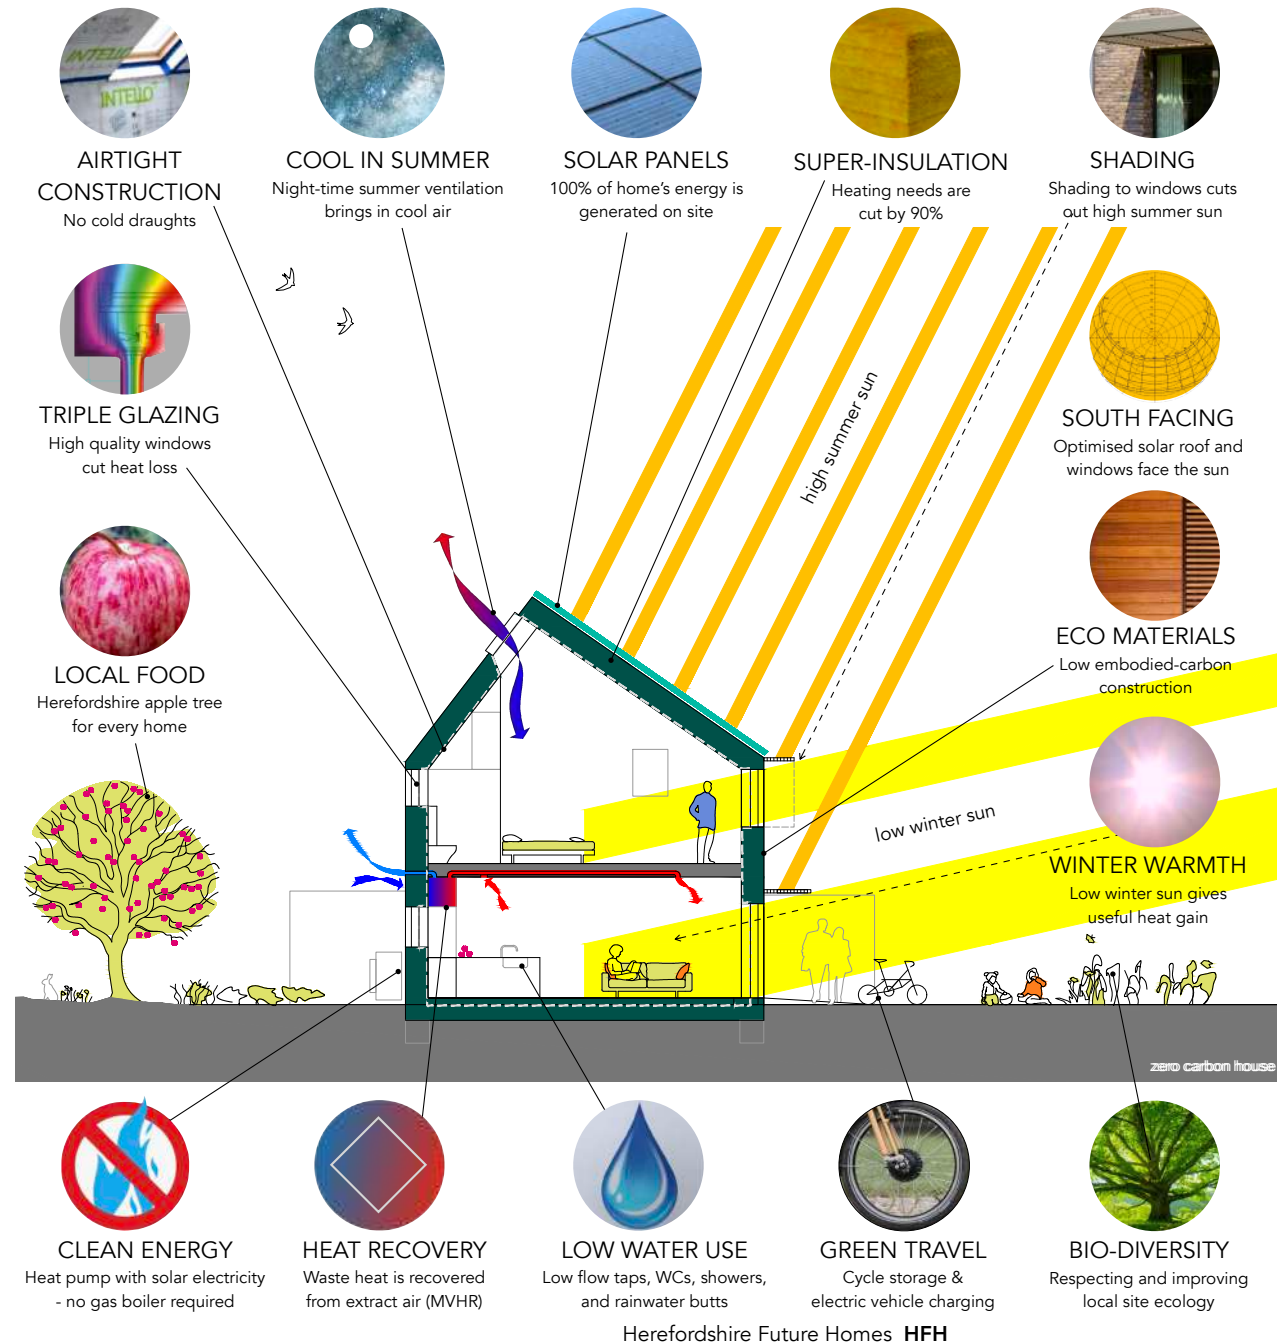 INTELLO
INTELLO
AIRTIGHT
CONSTRUCTION
No cold draughts
COOL IN SUMMER
Night-time summer ventilation
brings in cool air
SOLAR PANELS
100% of home's energy is
generated on site
SUPER-INSULATION
Heating needs are
cut by 90%
SHADING
Shading to windows cuts
out high summer sun
TRIPLE GLAZING
High quality windows
cut heat loss
high summer sun
SOUTH FACING
Optimised solar roof and
windows face the sun
LOCAL FOOD
Herefordshire apple tree
for every home
ECO MATERIALS
Low embodied-carbon
construction
low winter sun
WINTER WARMTH
Low winter sun gives
useful heat gain
zero carbon house
CLEAN ENERGY
Heat pump with solar electricity
- no gas boiler required
HEAT RECOVERY
Waste heat is recovered
from extract air (MVHR)
LOW WATER USE
Low flow taps, WCs, showers,
and rainwater butts
GREEN TRAVEL
Cycle storage &
electric vehicle charging
BIO-DIVERSITY
Respecting and improving
local site ecology
Herefordshire Future Homes HFH